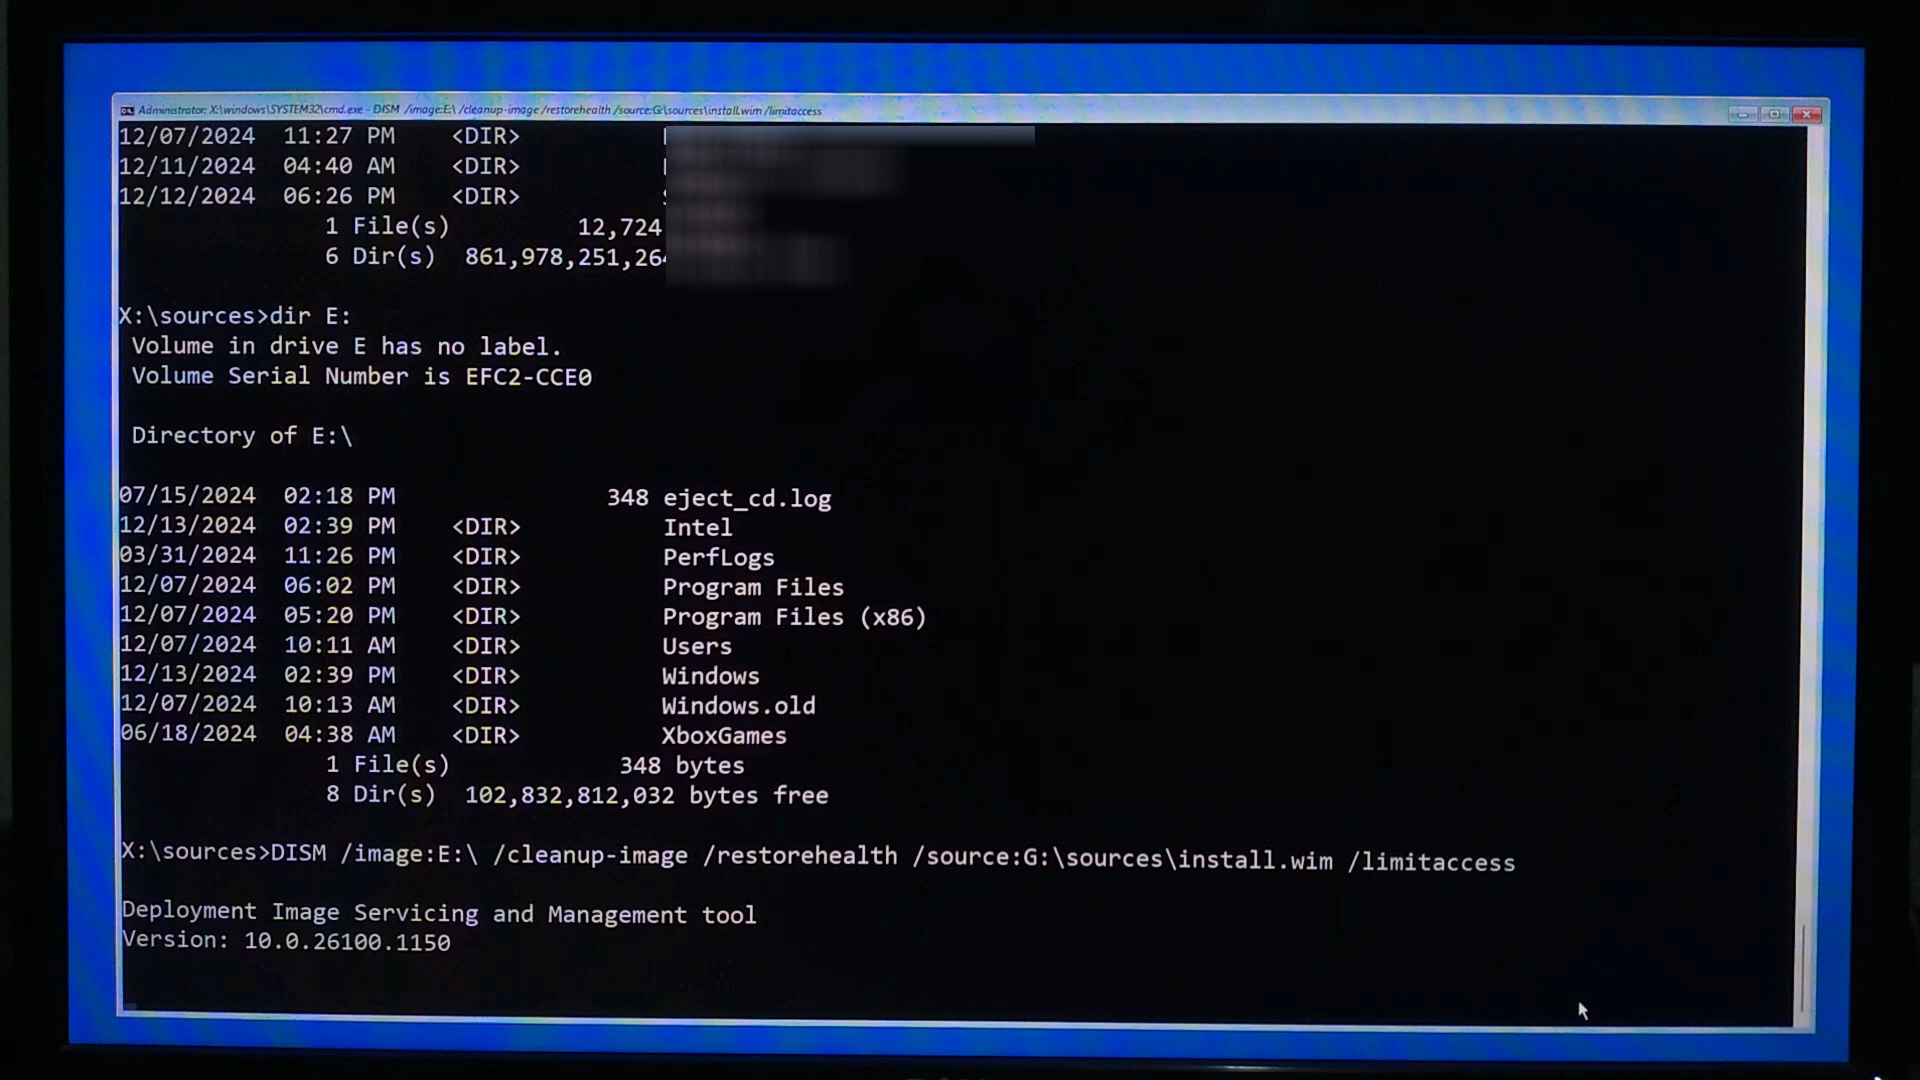 Administrator: X:\windows\SYSTEM32\cmd.exe - DISM /image:E:\ /cleanup-image /restorehealth /source:G:\sources\install.wim /limitaccess
12/07/2024  11:27 PM    <DIR>
12/11/2024  04:40 AM    <DIR>
12/12/2024  06:26 PM    <DIR>
1 File(s)         12,724
6 Dir(s)  861,978,251,264
X:\sources>dir E:
Volume in drive E has no label.
Volume Serial Number is EFC2-CCE0
Directory of E:\
07/15/2024  02:18 PM               348 eject_cd.log
12/13/2024  02:39 PM    <DIR>          Intel
03/31/2024  11:26 PM    <DIR>          PerfLogs
12/07/2024  06:02 PM    <DIR>          Program Files
12/07/2024  05:20 PM    <DIR>          Program Files (x86)
12/07/2024  10:11 AM    <DIR>          Users
12/13/2024  02:39 PM    <DIR>          Windows
12/07/2024  10:13 AM    <DIR>          Windows.old
06/18/2024  04:38 AM    <DIR>          XboxGames
1 File(s)            348 bytes
8 Dir(s)  102,832,812,032 bytes free
X:\sources>DISM /image:E:\ /cleanup-image /restorehealth /source:G:\sources\install.wim /limitaccess
Deployment Image Servicing and Management tool
Version: 10.0.26100.1150